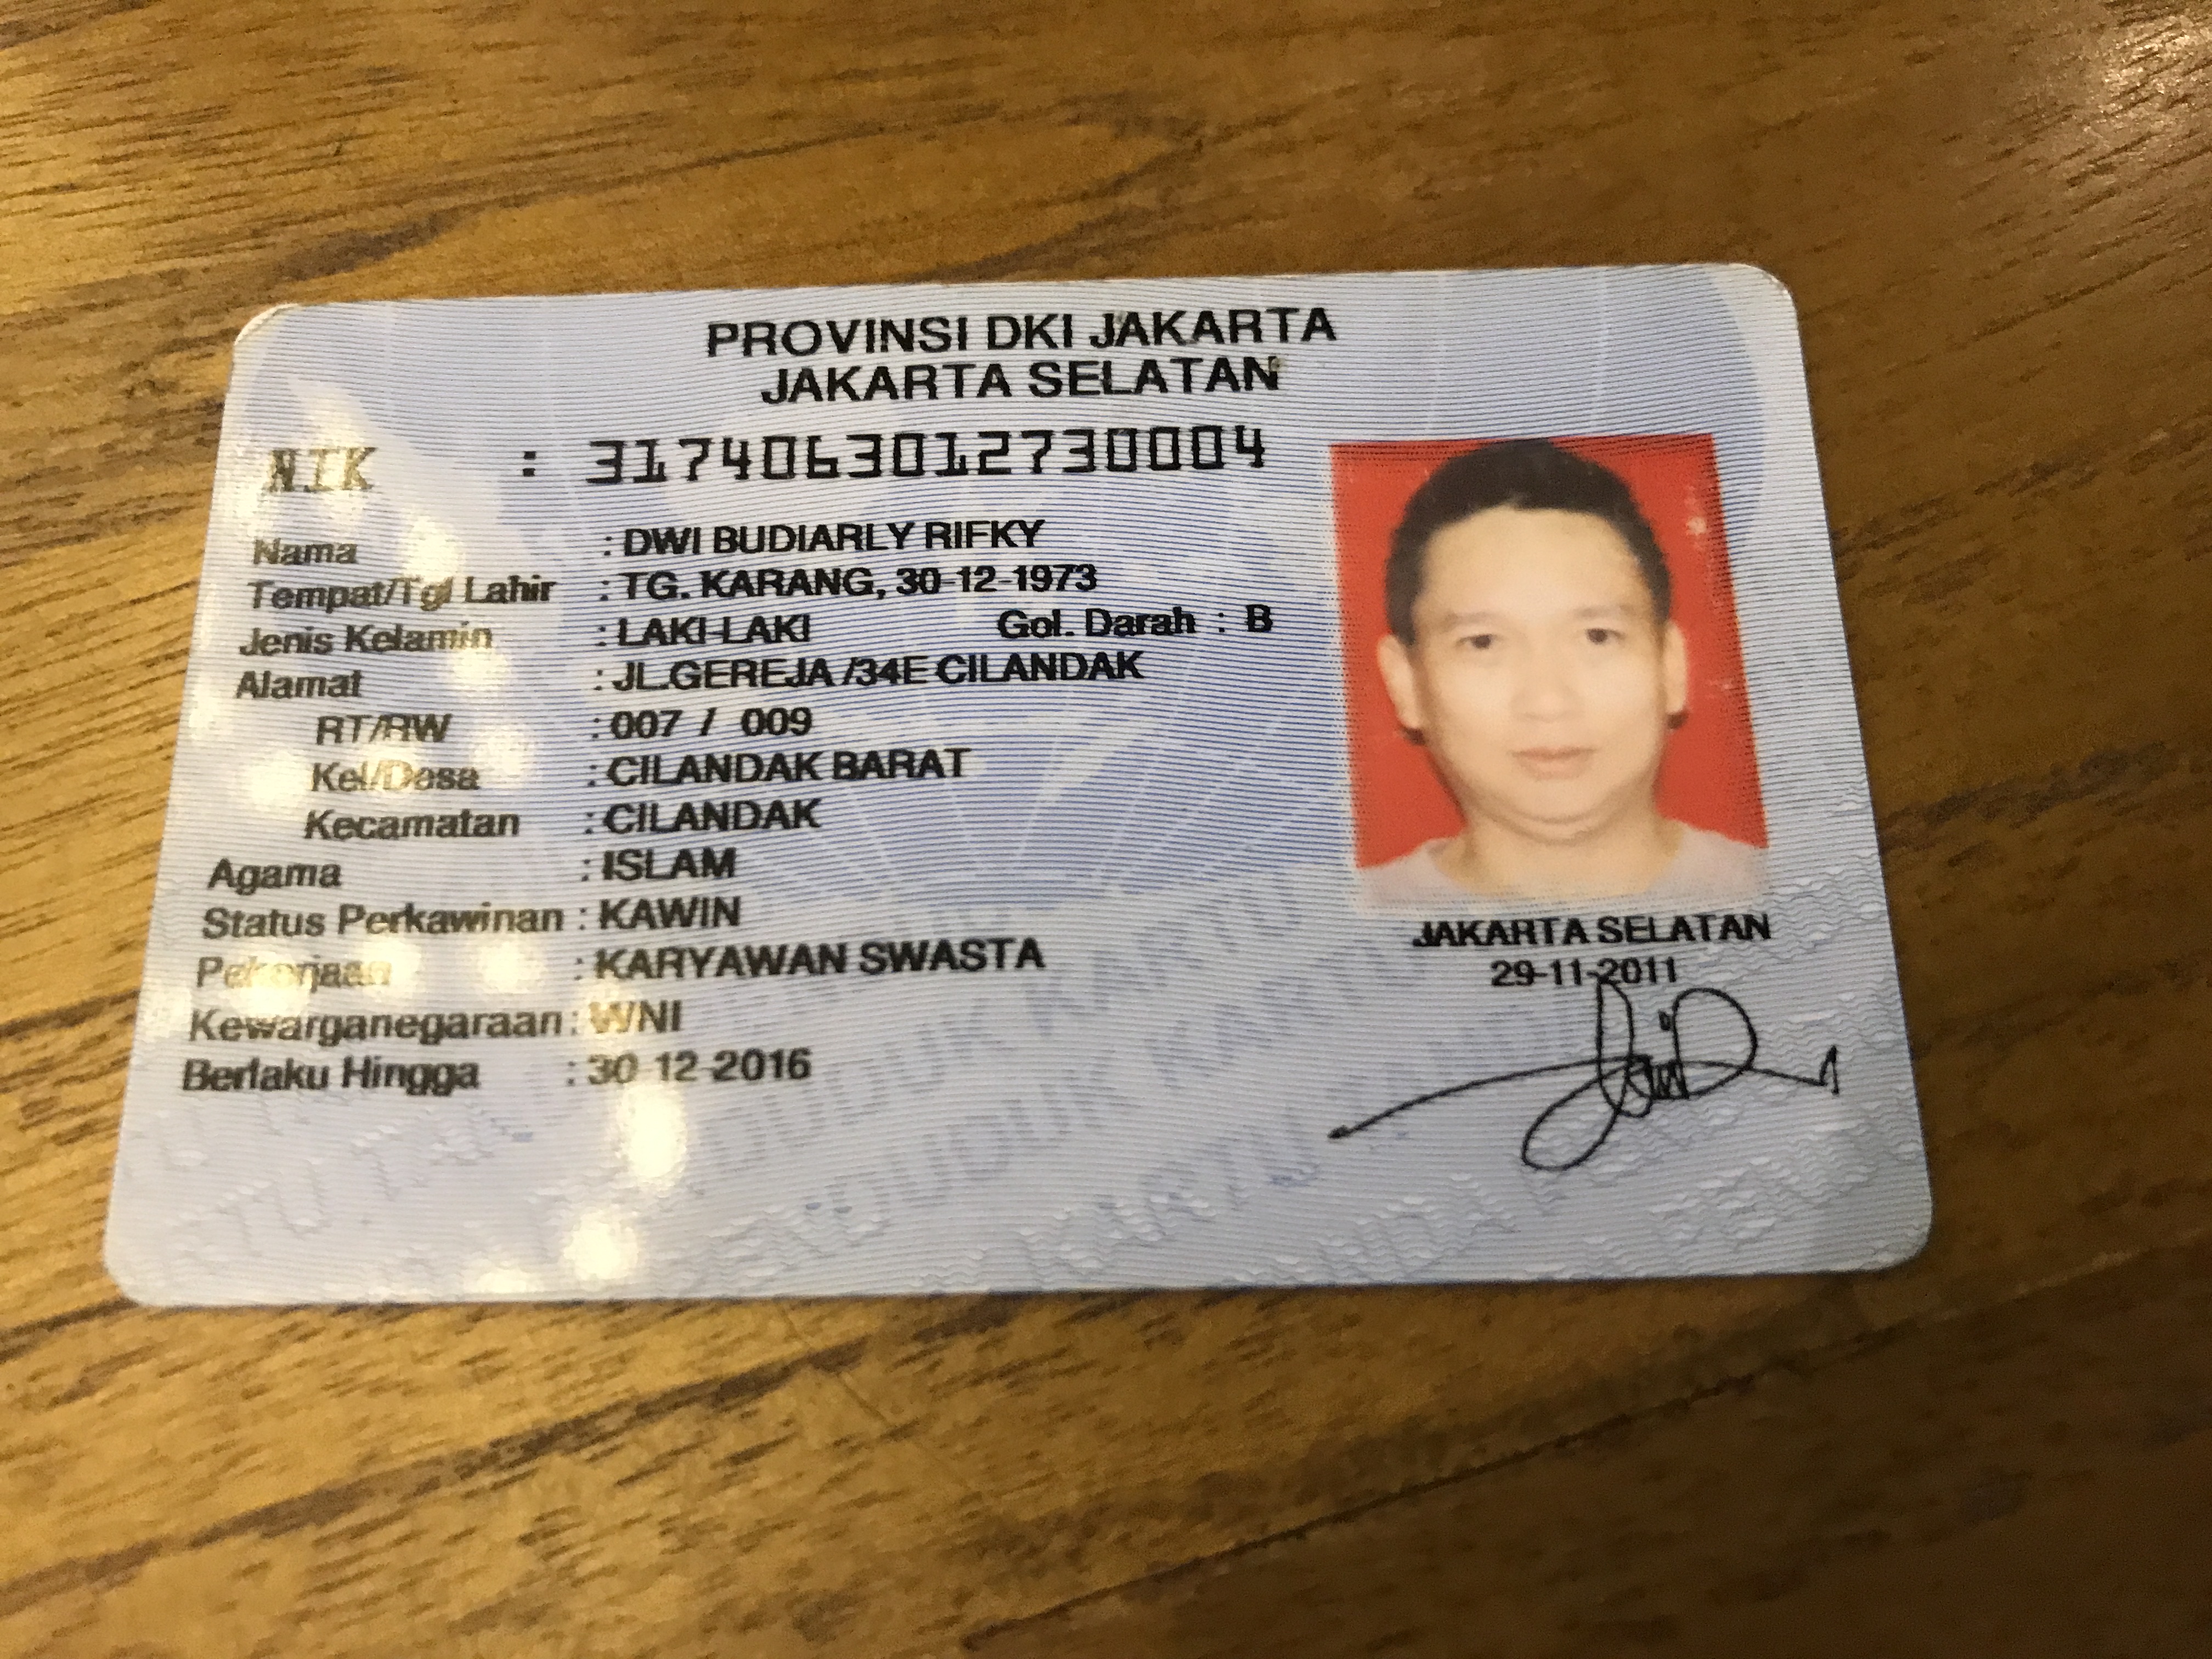 PROVINSI DKI JAKARTA
JAKARTA SELATAN
NIK : 3174063012730004
Nama : DWI BUDIARLY RIFKY
Tempat/Tgl Lahir : TG. KARANG, 30-12-1973
Jenis Kelamin : LAKI-LAKI Gol. Darah : B
Alamat : JL.GEREJA /34E CILANDAK
RT/RW : 007 / 009
Kel/Desa : CILANDAK BARAT
Kecamatan : CILANDAK
Agama : ISLAM
Status Perkawinan : KAWIN
Pekerjaan : KARYAWAN SWASTA
Kewarganegaraan : WNI
Berlaku Hingga : 30-12-2016
JAKARTA SELATAN
29-11-2011